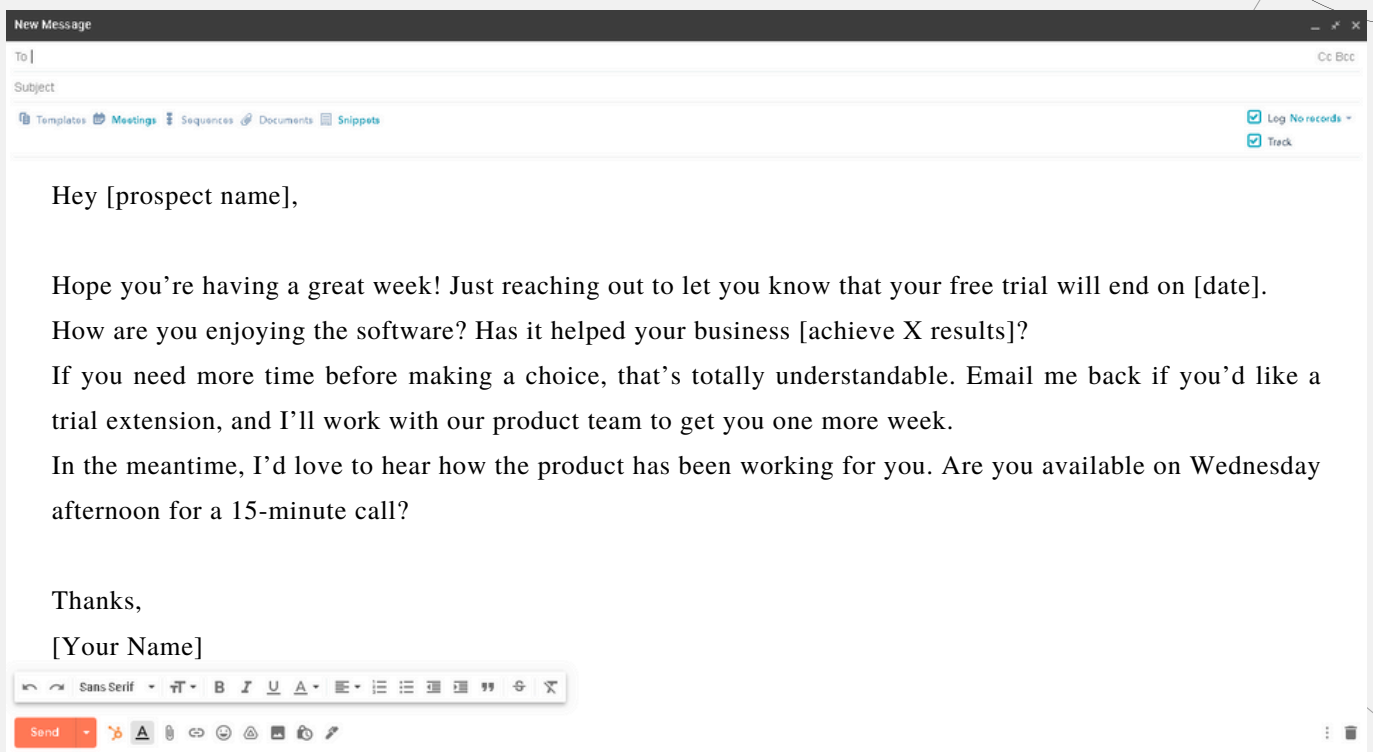 New Message
To
Cc Bcc
Subject
Templates Meetings Sequences Documents Snippets
Log No records
Track
Hey [prospect name],
Hope you’re having a great week! Just reaching out to let you know that your free trial will end on [date].
How are you enjoying the software? Has it helped your business [achieve X results]?
If you need more time before making a choice, that’s totally understandable. Email me back if you’d like a
trial extension, and I’ll work with our product team to get you one more week.
In the meantime, I’d love to hear how the product has been working for you. Are you available on Wednesday
afternoon for a 15-minute call?
Thanks,
[Your Name]
Sans Serif
Send